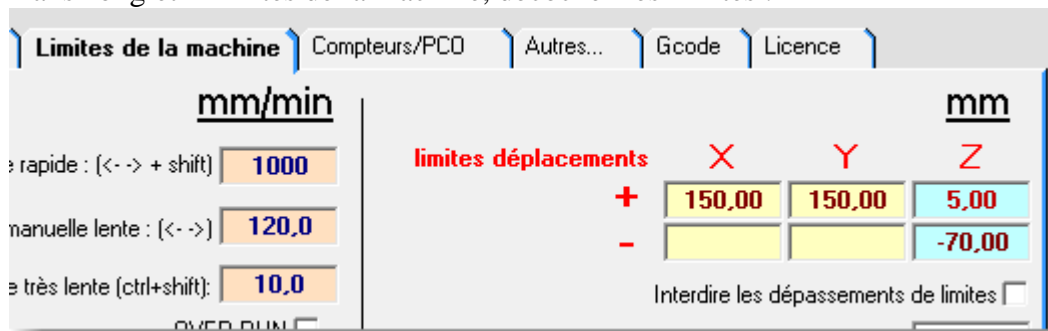 Limites de la machine Compteurs/PCO Autres... Gcode Licence
mm/min mm
rapide : (<- -> + shift) 1000 limites déplacements X Y Z
+ 150,00 150,00 5,00
manuelle lente : (<- ->) 120,0
- -70,00
très lente (ctrl+shift): 10,0 Interdire les dépassements de limites